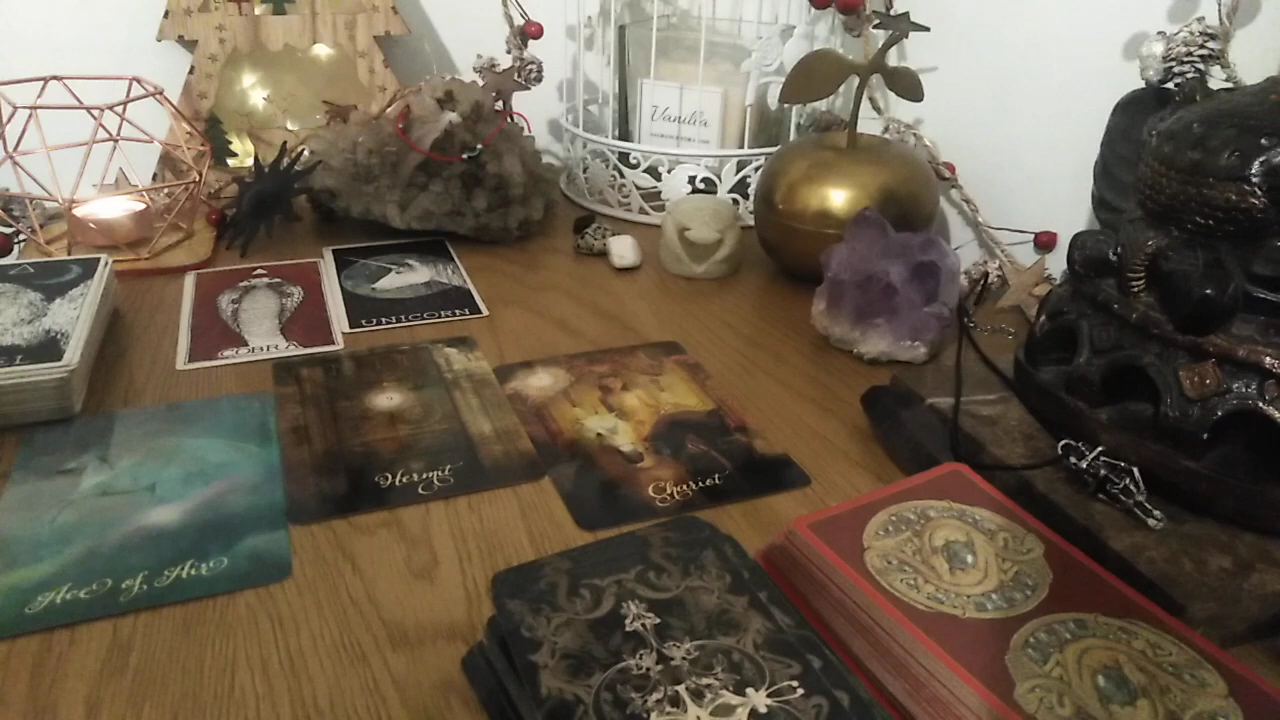 Vanilla
COBRA
UNICORN
Hermit
Chariot
Ace of Air